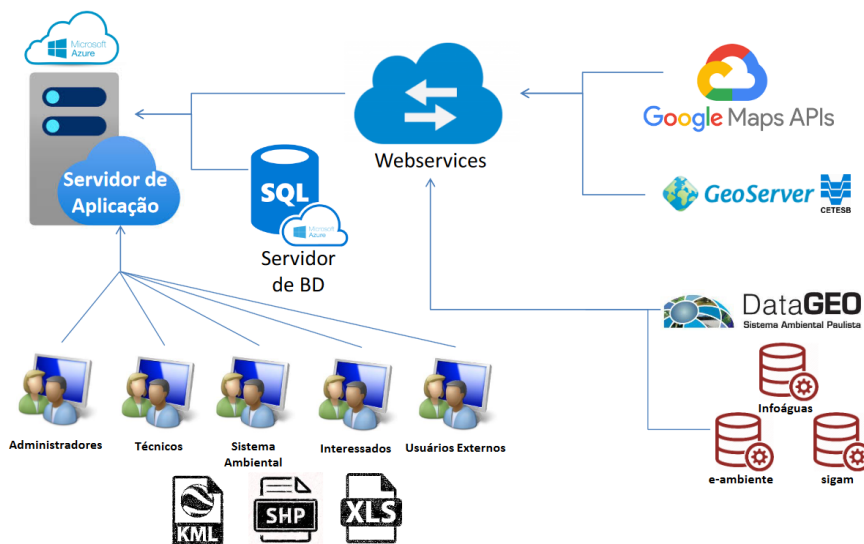 Microsoft
Azure
Servidor de
Aplicação
SQL
Microsoft
Azure
Servidor
de BD
Webservices
Google Maps APIs
GeoServer
CETESB
DataGEO
Sistema Ambiental Paulista
Infoáguas
e-ambiente
sigam
Administradores
Técnicos
Sistema
Ambiental
Interessados
Usuários Externos
KML
SHP
XLS